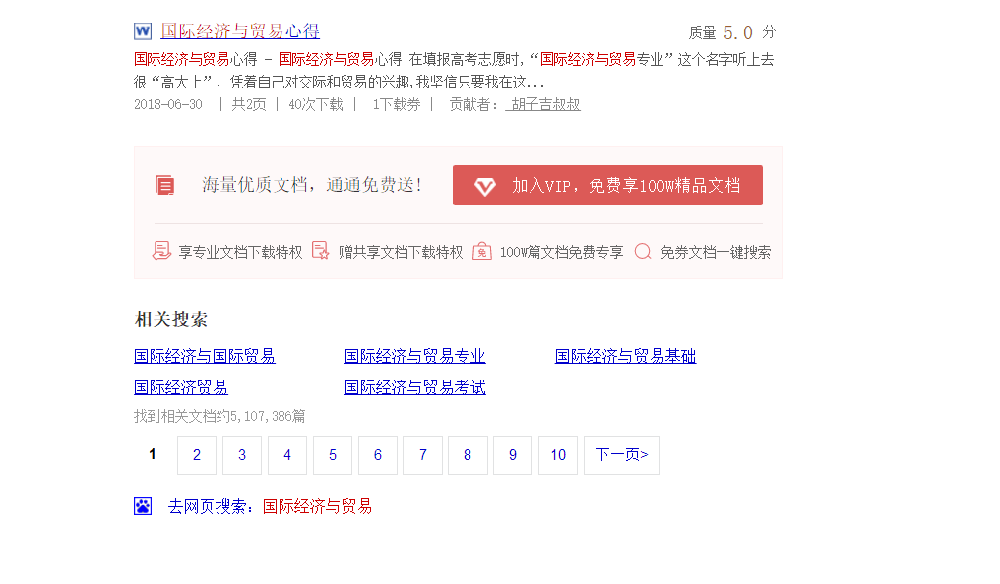 国际经济与贸易心得 质量 5.0 分
国际经济与贸易心得 - 国际经济与贸易心得 在填报高考志愿时,“国际经济与贸易专业”这个名字听上去
很“高大上”, 凭着自己对交际和贸易的兴趣,我坚信只要我在这...
2018-06-30 | 共2页 | 40次下载 | 1下载券 | 贡献者: 胡子吉叔叔
海量优质文档，通通免费送! 加入VIP，免费享100W精品文档
享专业文档下载特权 赠共享文档下载特权 免 100W篇文档免费专享 免券文档一键搜索
相关搜索
国际经济与国际贸易 国际经济与贸易专业 国际经济与贸易基础
国际经济贸易 国际经济与贸易考试
找到相关文档约5,107,386篇
1 2 3 4 5 6 7 8 9 10 下一页>
去网页搜索：国际经济与贸易